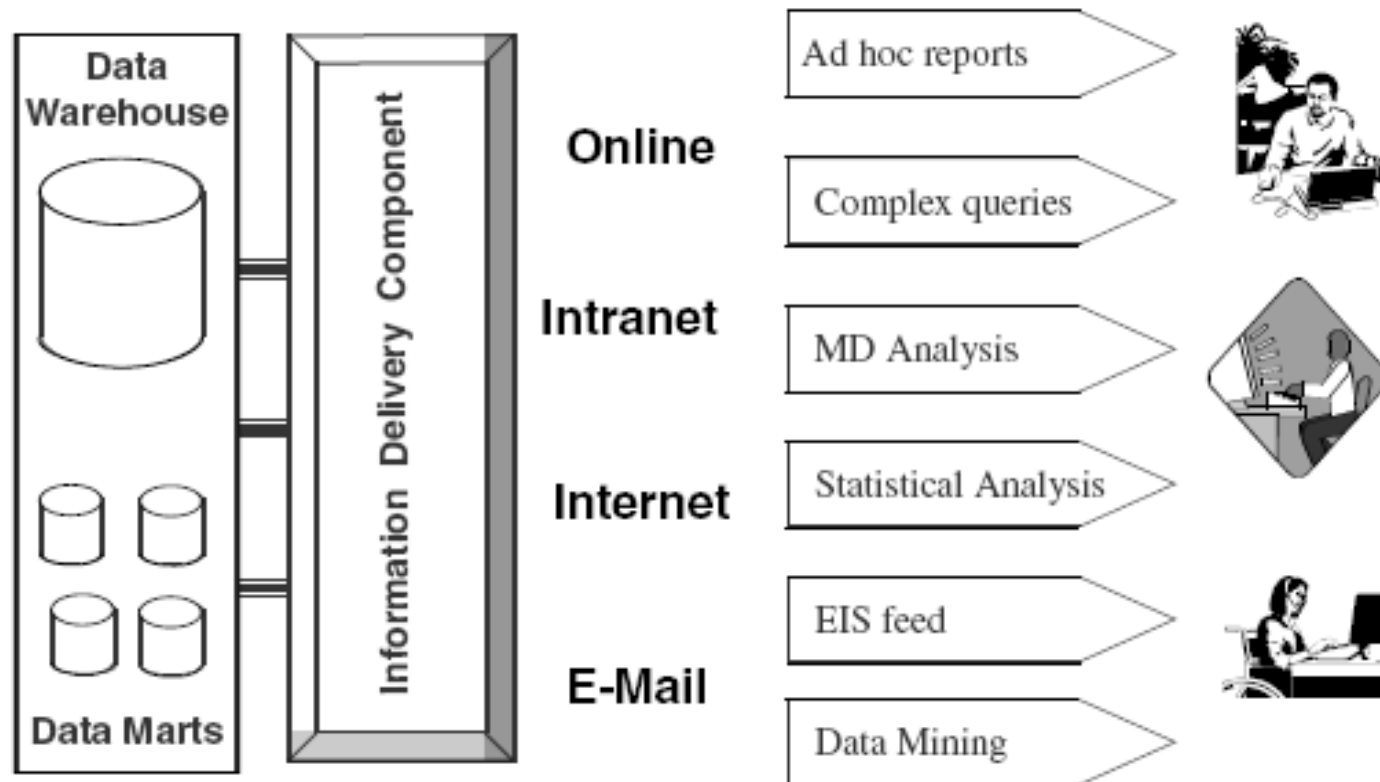 Data
Warehouse
Data Marts
Information Delivery Component
Online
Intranet
Internet
E-Mail
Ad hoc reports
Complex queries
MD Analysis
Statistical Analysis
EIS feed
Data Mining